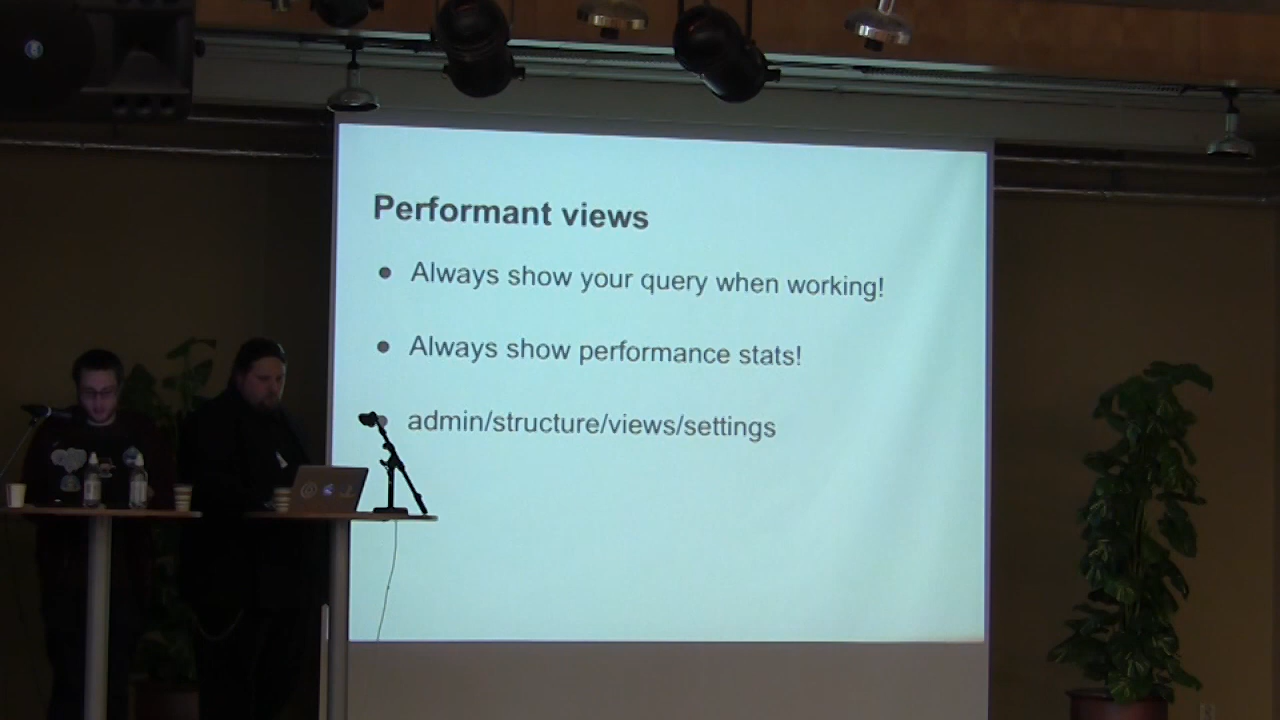 Performant views
● Always show your query when working!
● Always show performance stats!
● admin/structure/views/settings